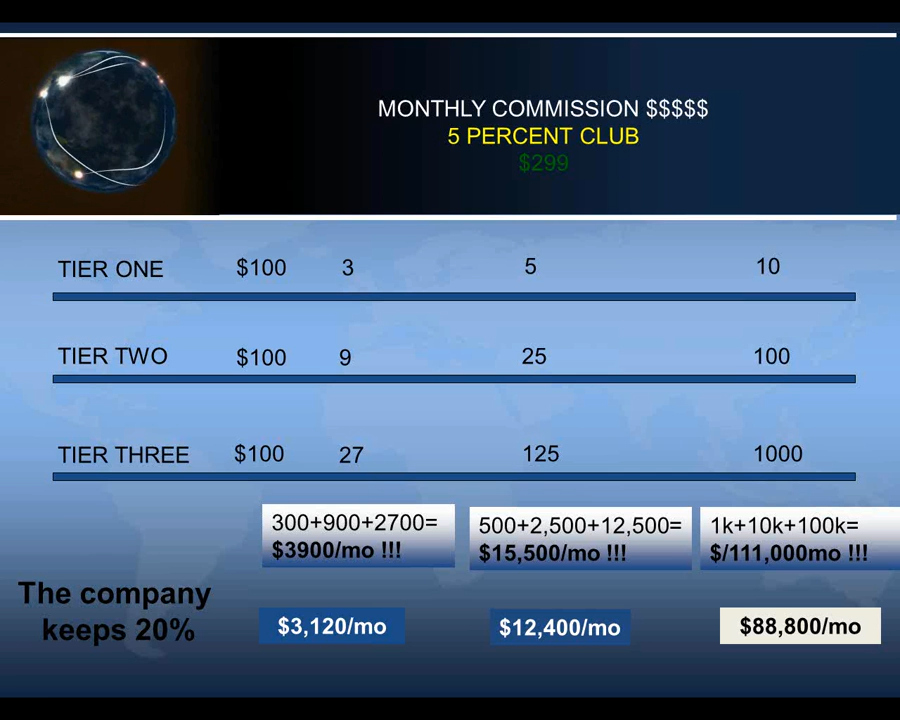 MONTHLY COMMISSION $$$$$
5 PERCENT CLUB
$299
TIER ONE $100 3 5 10
TIER TWO $100 9 25 100
TIER THREE $100 27 125 1000
300+900+2700=
$3900/mo !!!
500+2,500+12,500=
$15,500/mo !!!
1k+10k+100k=
$/111,000mo !!!
The company
keeps 20%
$3,120/mo
$12,400/mo
$88,800/mo